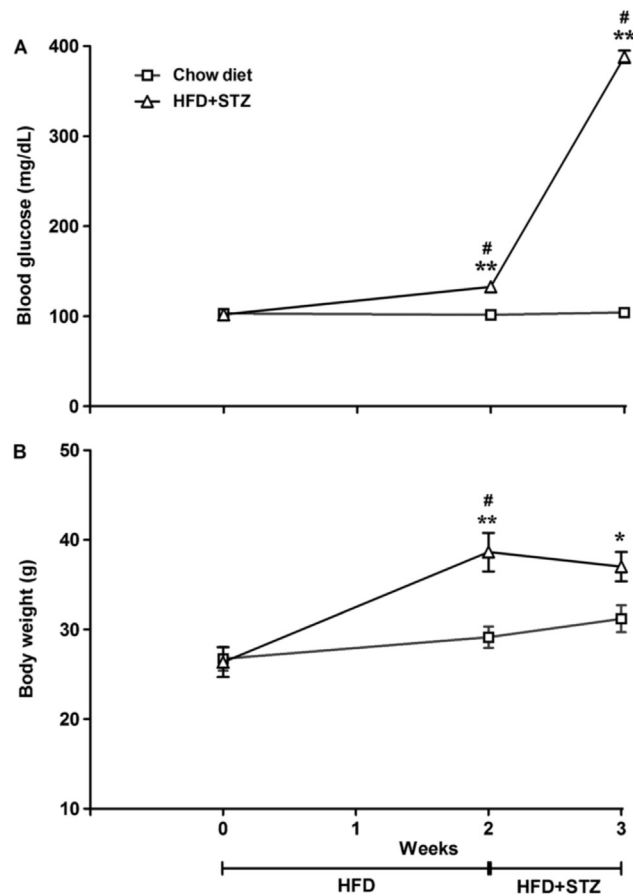 A
#
**
400
Chow diet
HFD+STZ
300
Blood glucose (mg/dL)
200
#
**
100
0
B
50
#
**
*
40
Body weight (g)
30
20
10
0
1
2
3
Weeks
HFD
HFD+STZ